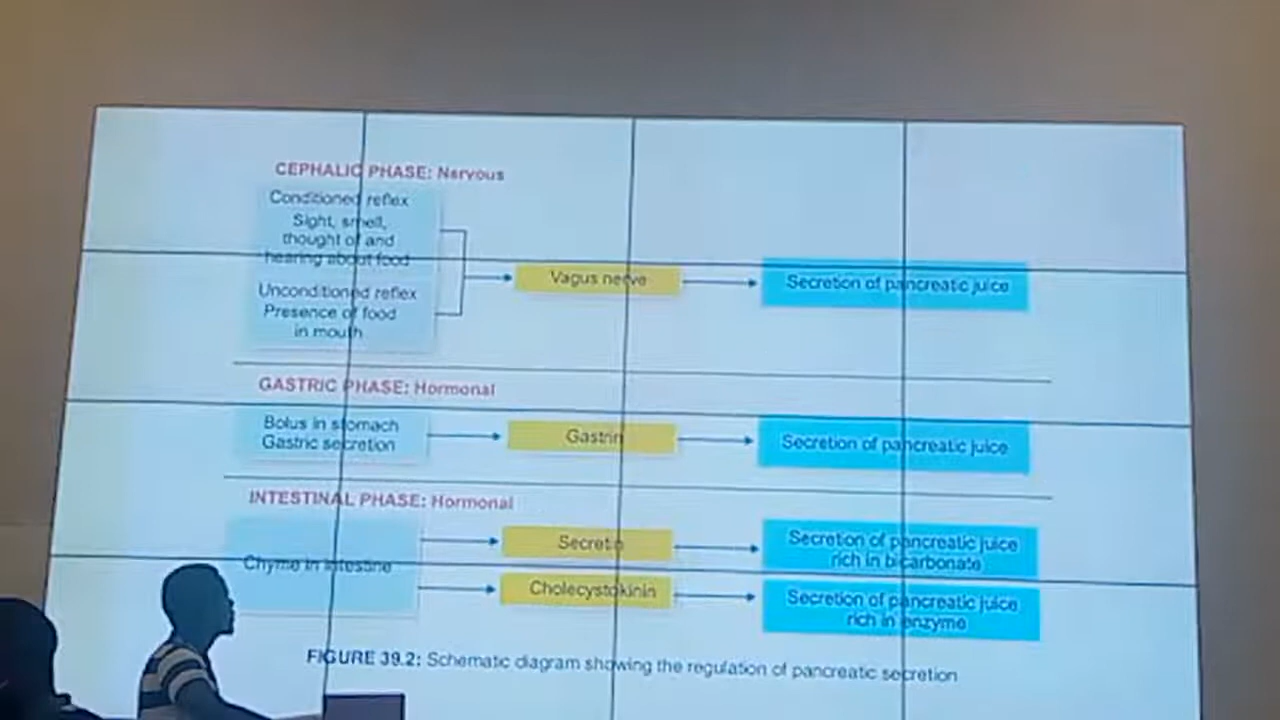 CEPHALIC PHASE: Nervous
Conditioned reflex
Sight, smell,
thought of and
hearing about food
Unconditioned reflex
Presence of food
in mouth
Vagus nerve
Secretion of pancreatic juice
GASTRIC PHASE: Hormonal
Bolus in stomach
Gastric secretion
Gastrin
Secretion of pancreatic juice
INTESTINAL PHASE: Hormonal
Chyme in intestine
Secretin
Secretion of pancreatic juice
rich in bicarbonate
Cholecystokinin
Secretion of pancreatic juice
rich in enzyme
FIGURE 39.2: Schematic diagram showing the regulation of pancreatic secretion